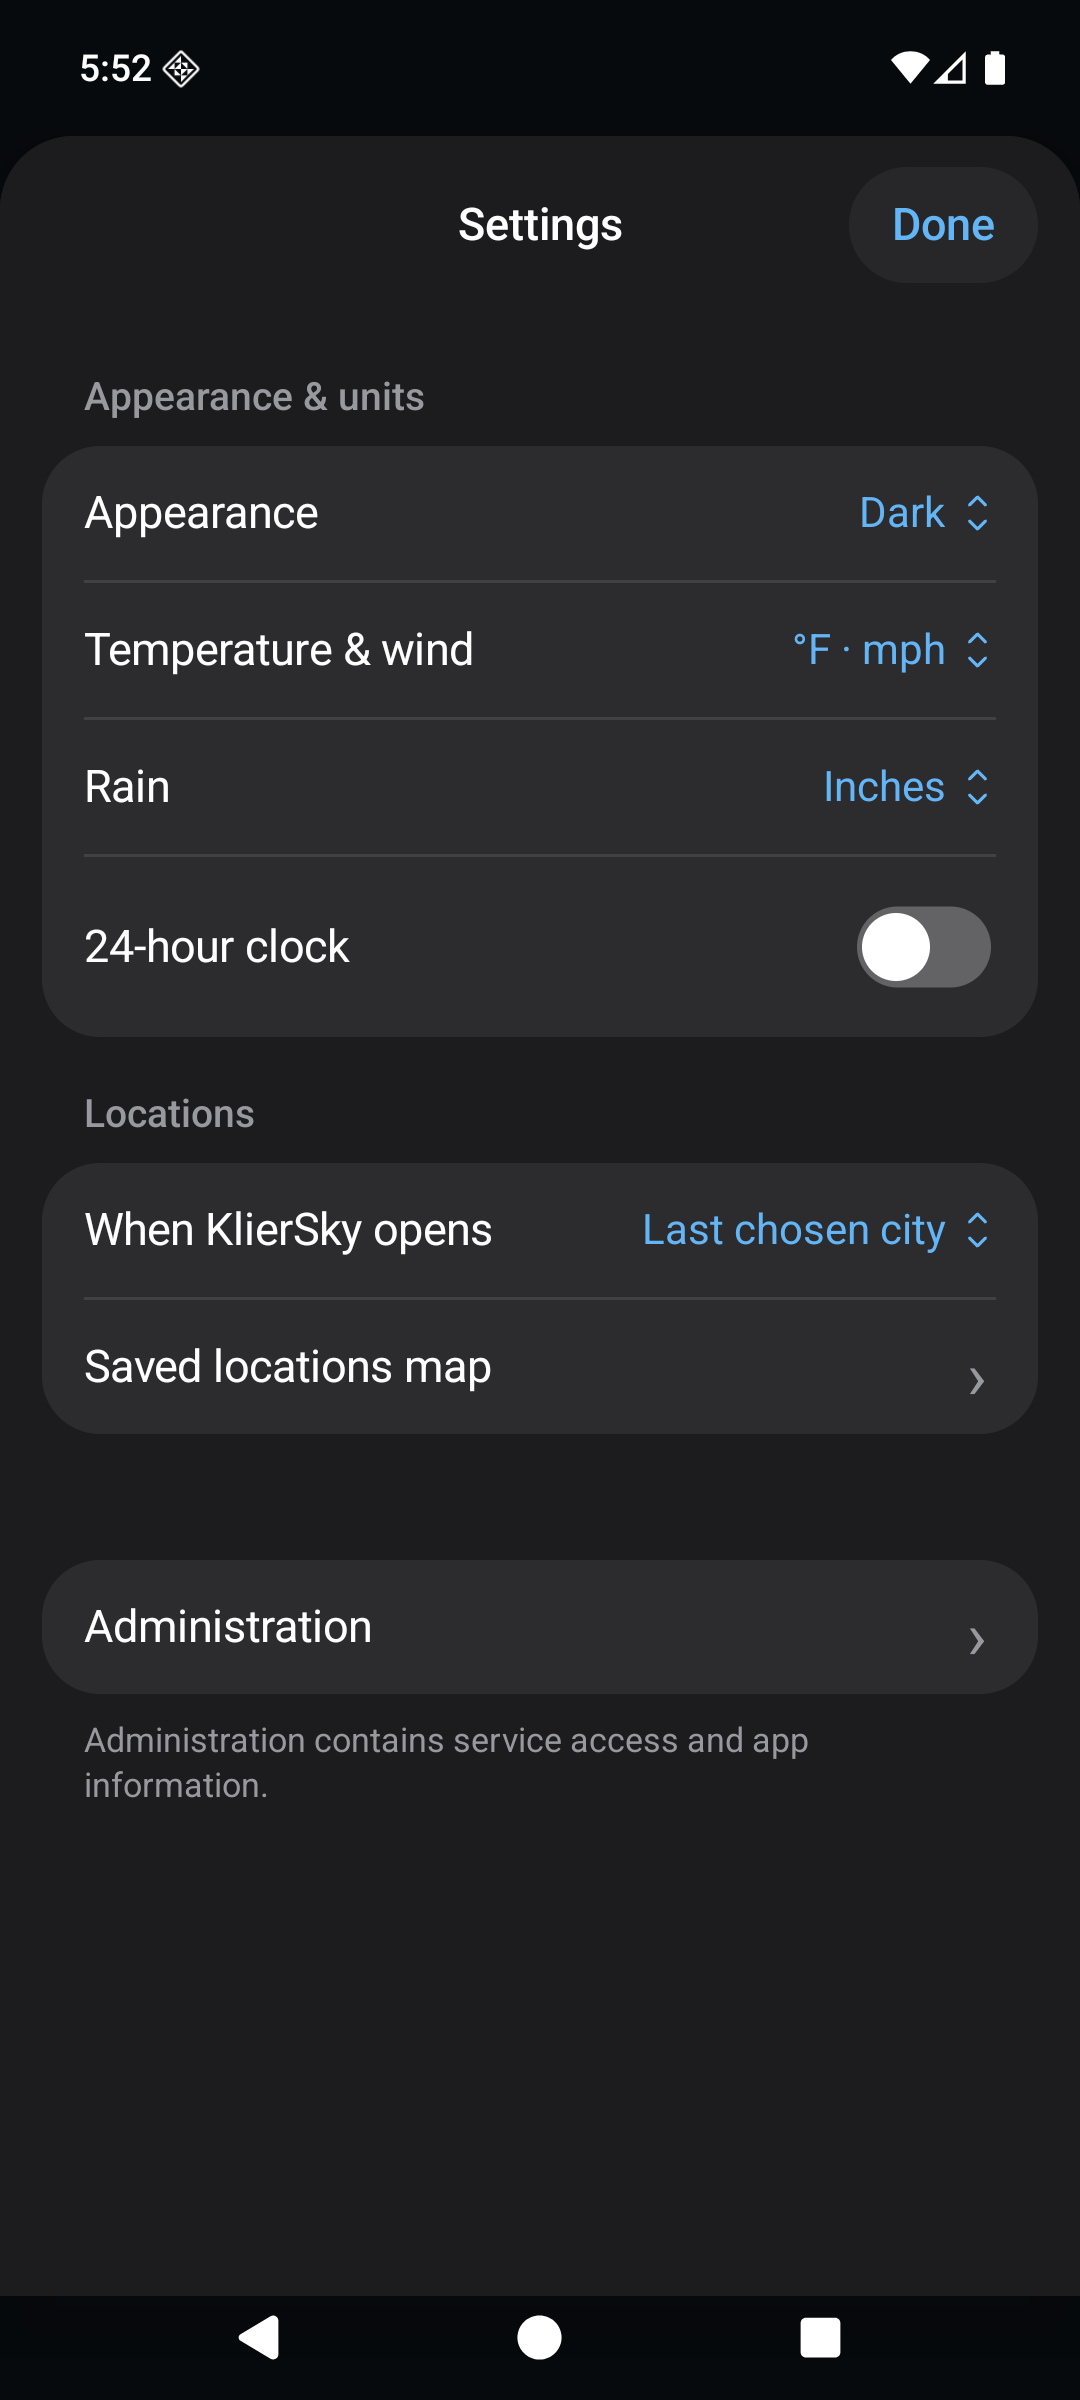 5:52
Settings
Done
Appearance & units
Appearance
Dark
Temperature & wind
°F · mph
Rain
Inches
24-hour clock
Locations
When KlierSky opens
Last chosen city
Saved locations map
Administration
Administration contains service access and app
information.